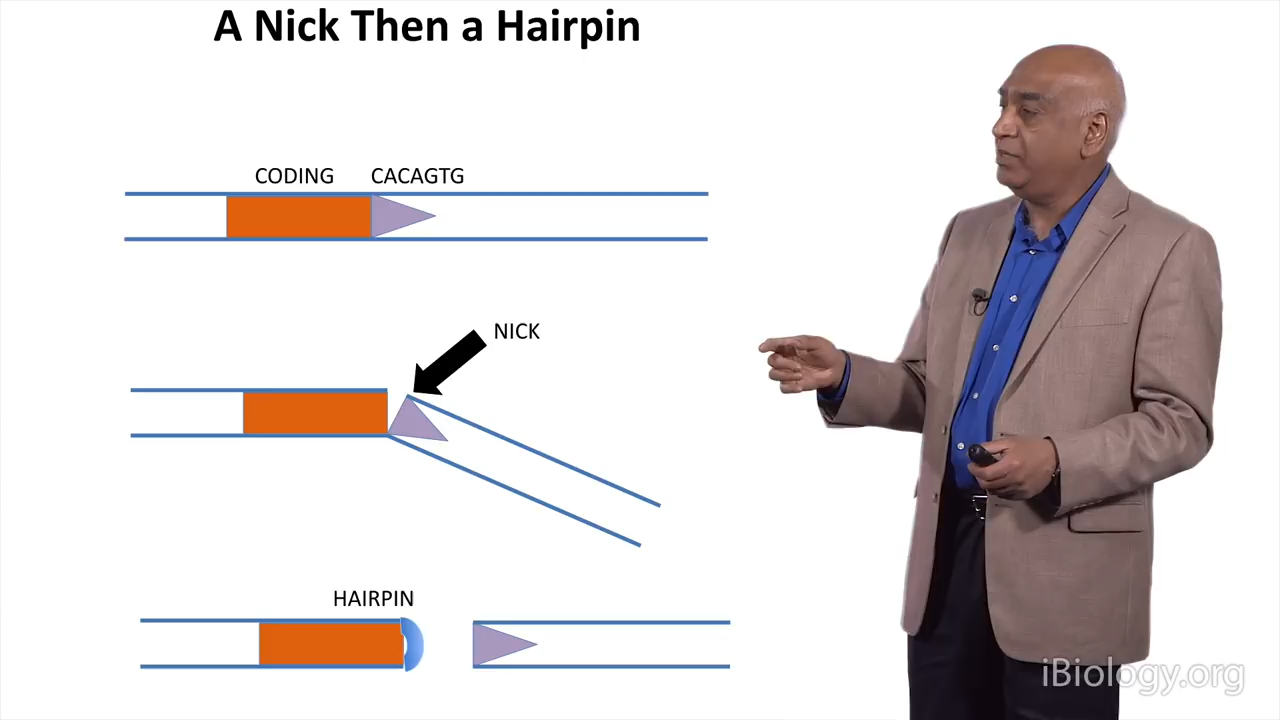 A Nick Then a Hairpin
CODING CACAGTG
NICK
HAIRPIN
iBiology.org